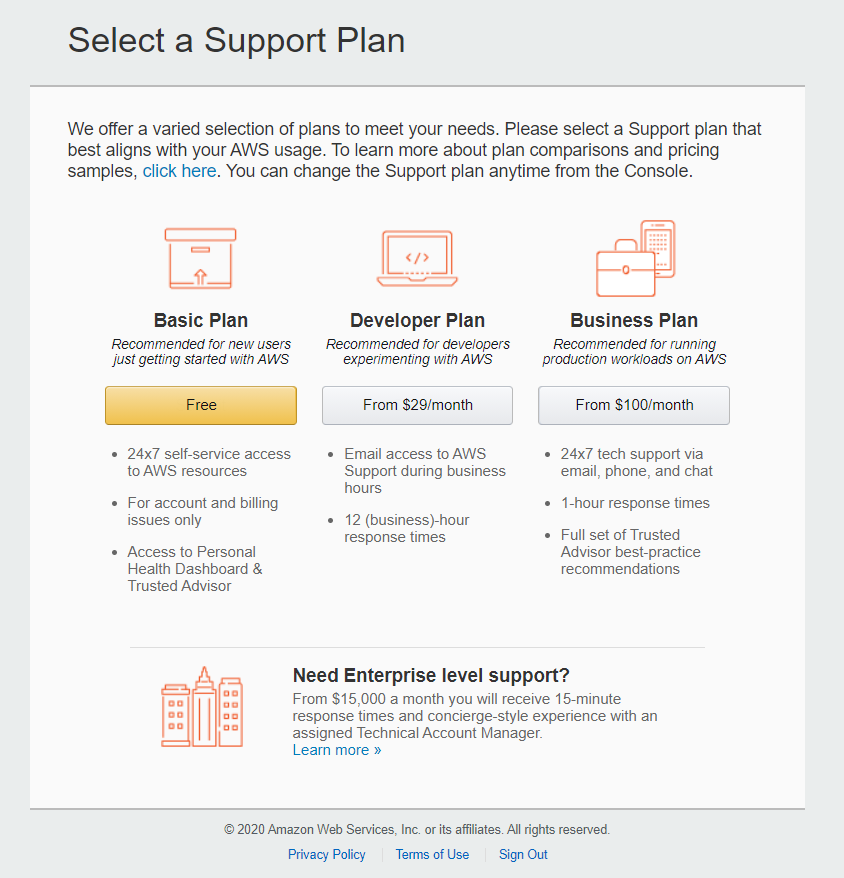 Select a Support Plan
We offer a varied selection of plans to meet your needs. Please select a Support plan that
best aligns with your AWS usage. To learn more about plan comparisons and pricing
samples, click here. You can change the Support plan anytime from the Console.
</>
Basic Plan
Recommended for new users
just getting started with AWS
Free
24x7 self-service access
to AWS resources
For account and billing
issues only
Access to Personal
Health Dashboard &
Trusted Advisor
Developer Plan
Recommended for developers
experimenting with AWS
From $29/month
Email access to AWS
Support during business
hours
12 (business)-hour
response times
Business Plan
Recommended for running
production workloads on AWS
From $100/month
24x7 tech support via
email, phone, and chat
1-hour response times
Full set of Trusted
Advisor best-practice
recommendations
Need Enterprise level support?
From $15,000 a month you will receive 15-minute
response times and concierge-style experience with an
assigned Technical Account Manager.
Learn more »
© 2020 Amazon Web Services, Inc. or its affiliates. All rights reserved.
Privacy Policy | Terms of Use | Sign Out